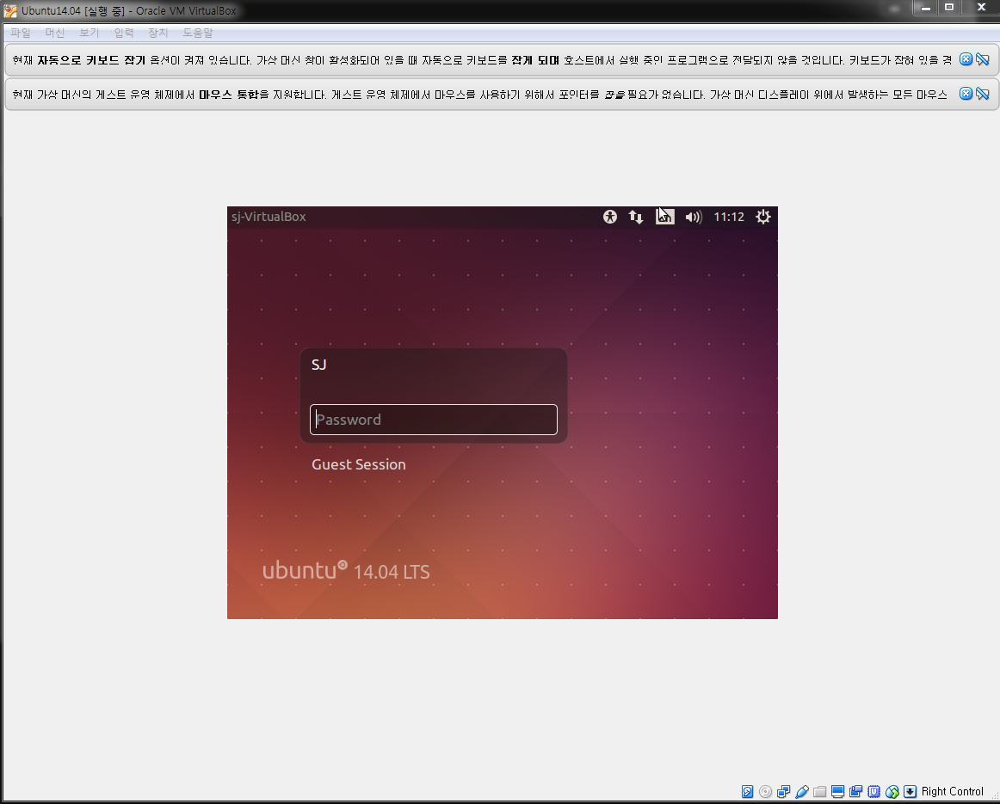 Ubuntu14.04 [실행 중] - Oracle VM VirtualBox
파일 머신 보기 입력 장치 도움말
현재 자동으로 키보드 잡기 옵션이 켜져 있습니다. 가상 머신 창이 활성화되어 있을 때 자동으로 키보드를 잡게 되며 호스트에서 실행 중인 프로그램으로 전달되지 않을 것입니다. 키보드가 잡혀 있을 경
현재 가상 머신의 게스트 운영 체제에서 마우스 통합을 지원합니다. 게스트 운영 체제에서 마우스를 사용하기 위해서 포인터를 잡을 필요가 없습니다. 가상 머신 디스플레이 위에서 발생하는 모든 마우스
sj-VirtualBox 11:12
SJ
Password
Guest Session
ubuntu 14.04 LTS
Right Control